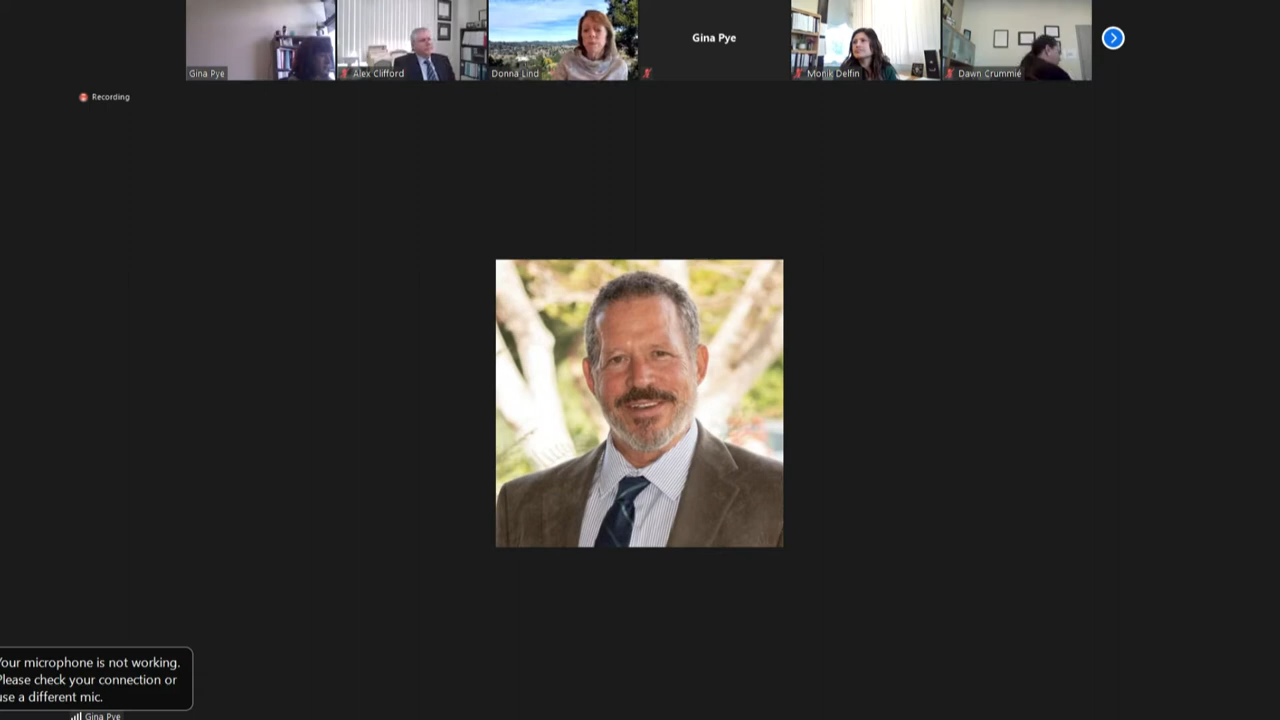 Gina Pye
Gina Pye
Alex Clifford
Donna Lind
Monik Delfin
Dawn Crummié
Recording
Your microphone is not working.
Please check your connection or
use a different mic.
Gina Pye